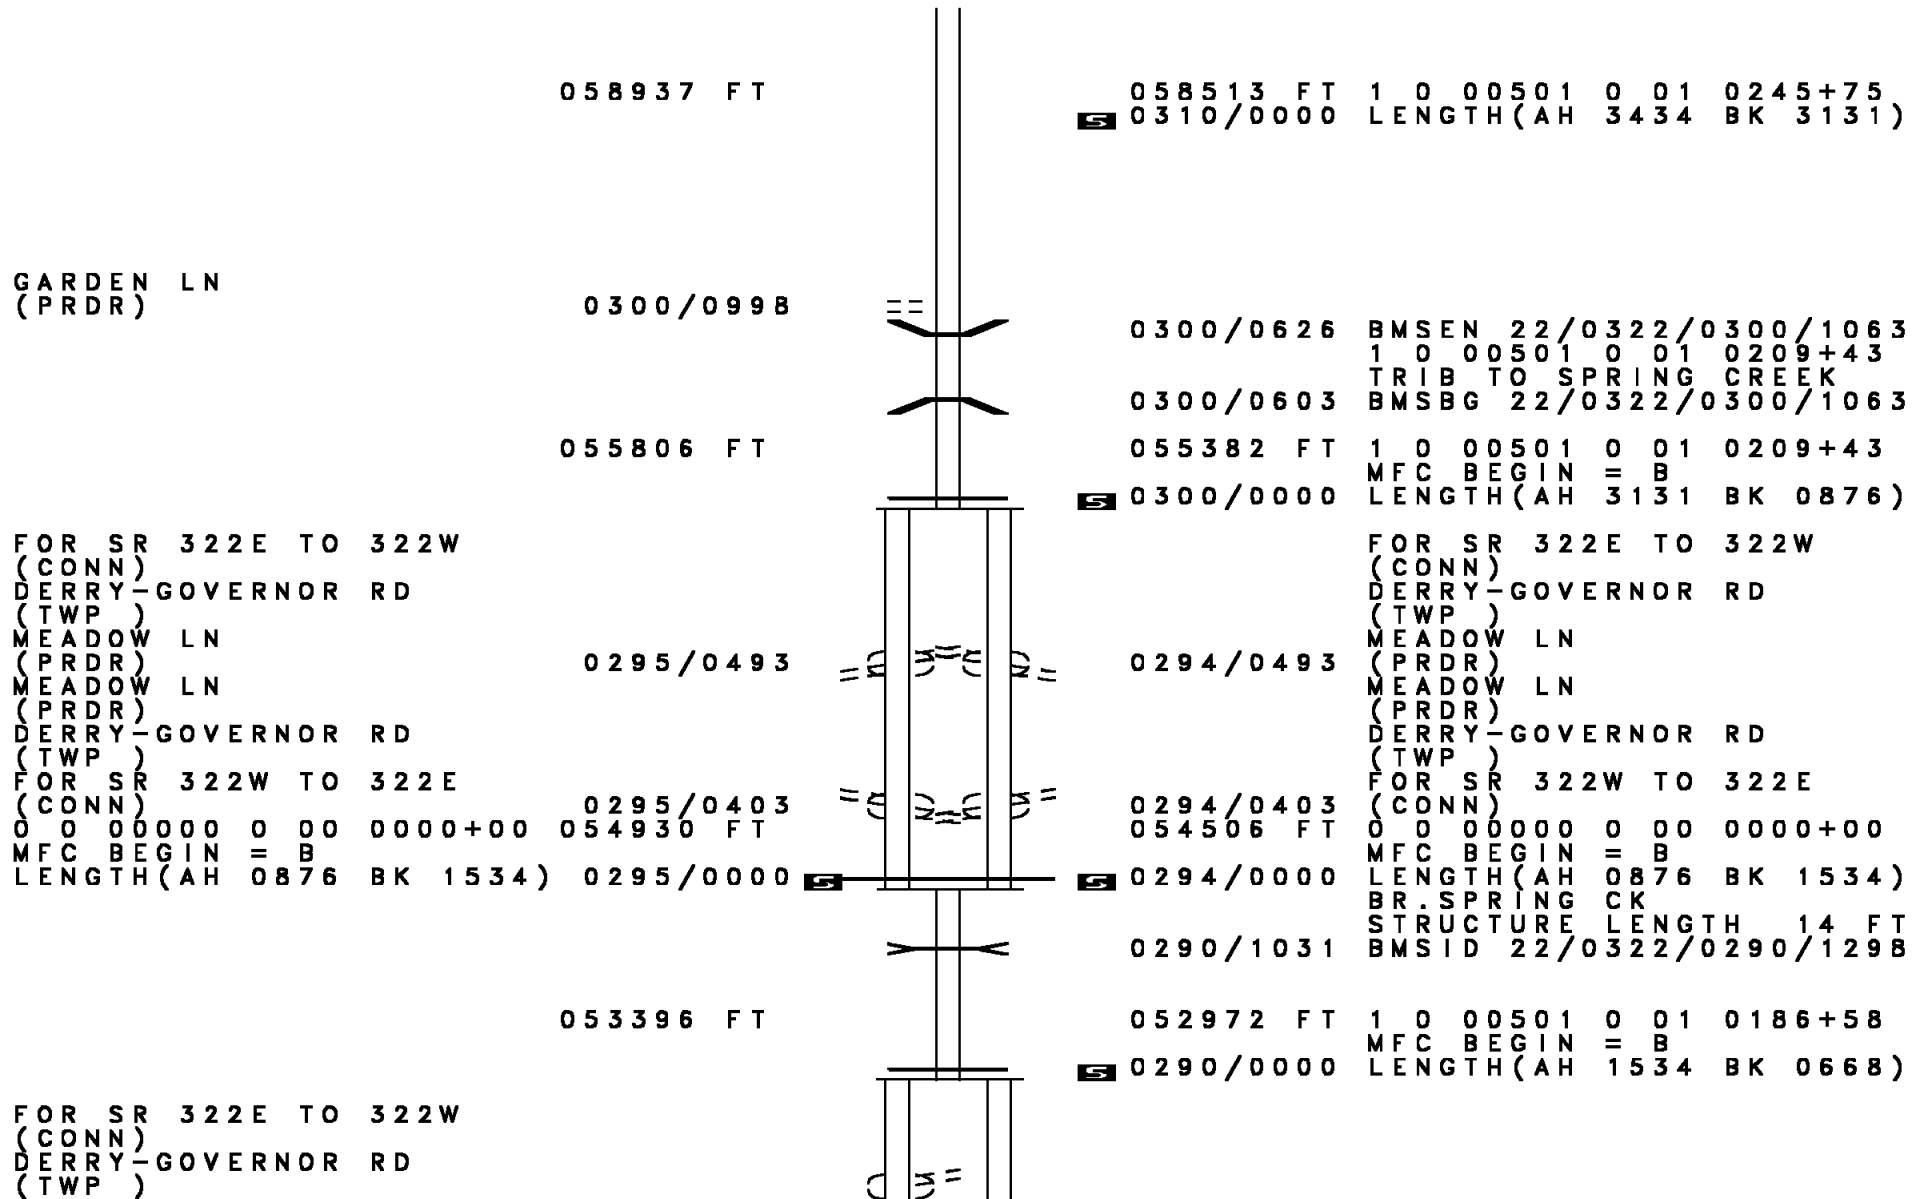 058937 FT 058513 FT 1 0 00501 0 01 0245+75
S 0310/0000 LENGTH(AH 3434 BK 3131)
GARDEN LN
(PRDR) 0300/0998
0300/0626 BMSEN 22/0322/0300/1063
1 0 00501 0 01 0209+43
TRIB TO SPRING CREEK
0300/0603 BMSBG 22/0322/0300/1063
055806 FT 055382 FT 1 0 00501 0 01 0209+43
MFC BEGIN = B
S 0300/0000 LENGTH(AH 3131 BK 0876)
FOR SR 322E TO 322W FOR SR 322E TO 322W
(CONN) (CONN)
DERRY-GOVERNOR RD DERRY-GOVERNOR RD
(TWP ) (TWP )
MEADOW LN MEADOW LN
(PRDR) 0295/0493 0294/0493 (PRDR)
MEADOW LN MEADOW LN
(PRDR) (PRDR)
DERRY-GOVERNOR RD DERRY-GOVERNOR RD
(TWP ) (TWP )
FOR SR 322W TO 322E FOR SR 322W TO 322E
(CONN) 0295/0403 0294/0403 (CONN)
0 0 00000 0 00 0000+00 054930 FT 054506 FT 0 0 00000 0 00 0000+00
MFC BEGIN = B MFC BEGIN = B
LENGTH(AH 0876 BK 1534) 0295/0000 S S 0294/0000 LENGTH(AH 0876 BK 1534)
BR.SPRING CK
STRUCTURE LENGTH 14 FT
0290/1031 BMSID 22/0322/0290/1298
053396 FT 052972 FT 1 0 00501 0 01 0186+58
MFC BEGIN = B
S 0290/0000 LENGTH(AH 1534 BK 0668)
FOR SR 322E TO 322W
(CONN)
DERRY-GOVERNOR RD
(TWP )